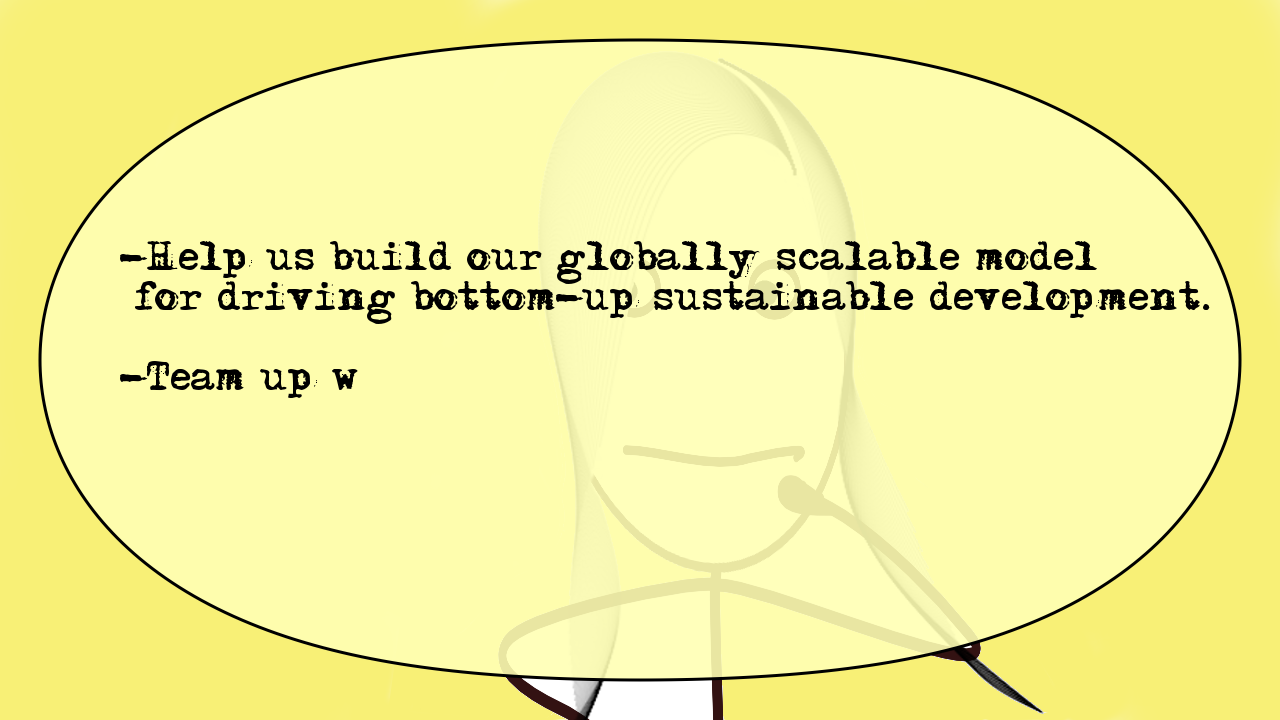 -Help us build our globally scalable model
for driving bottom-up sustainable development.
-Team up w